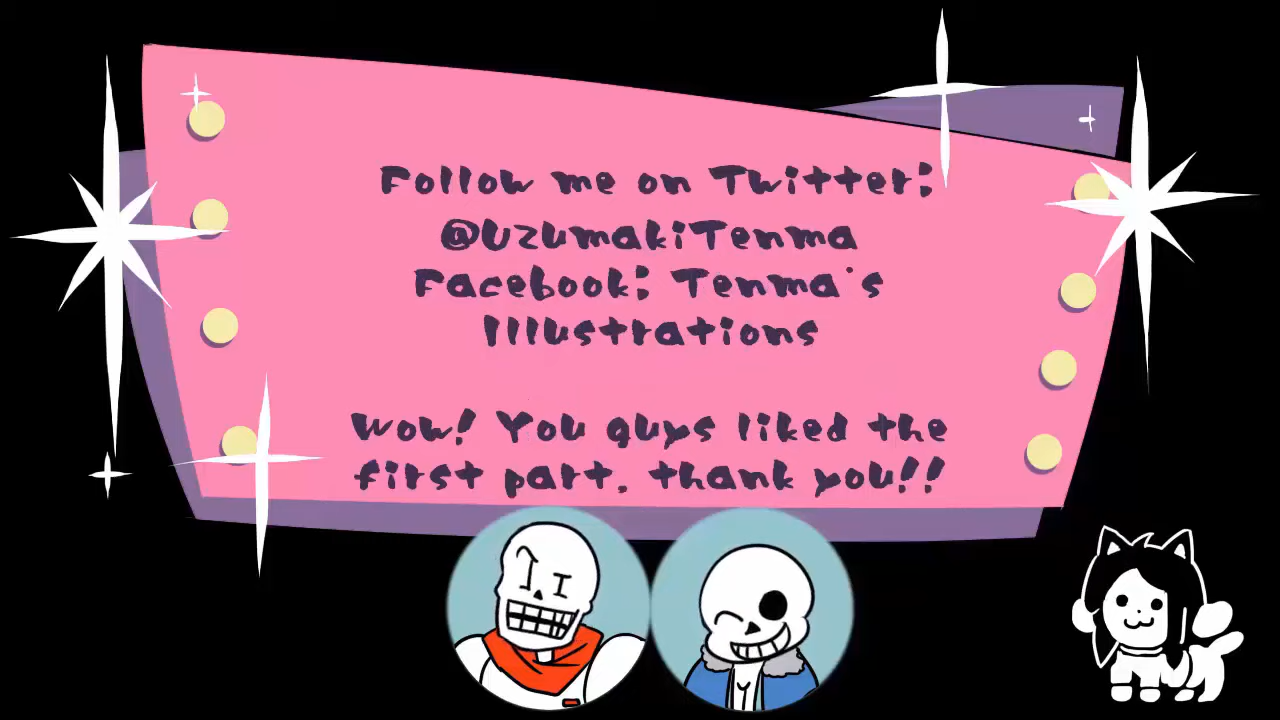 Follow me on Twitter:
@UzumakiTenma
Facebook: Tenma's
Illustrations
Wow! You guys liked the
first part, thank you!!